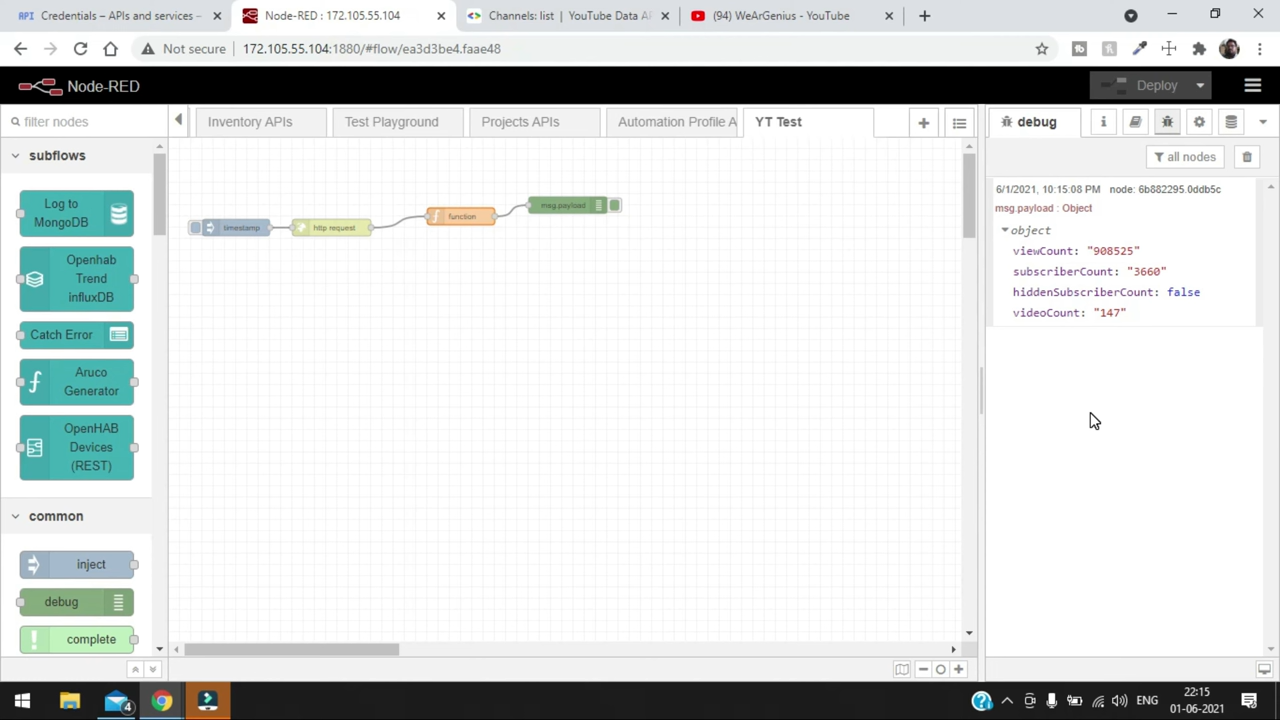 API Credentials – APIs and services –
Node-RED : 172.105.55.104
Channels: list | YouTube Data AP
(94) WeArGenius - YouTube
Not secure
172.105.55.104:1880/#flow/ea3d3be4.faae48
Node-RED
Deploy
filter nodes
Inventory APIs
Test Playground
Projects APIs
Automation Profile A
YT Test
debug
i
subflows
all nodes
Log to
MongoDB
Openhab
Trend
influxDB
Catch Error
Aruco
Generator
OpenHAB
Devices
(REST)
common
inject
debug
complete
timestamp
http request
function
msg.payload
6/1/2021, 10:15:08 PM node: 6b882295.0ddb5c
msg.payload : Object
object
viewCount: "908525"
subscriberCount: "3660"
hiddenSubscriberCount: false
videoCount: "147"
4
ENG
22:15
01-06-2021